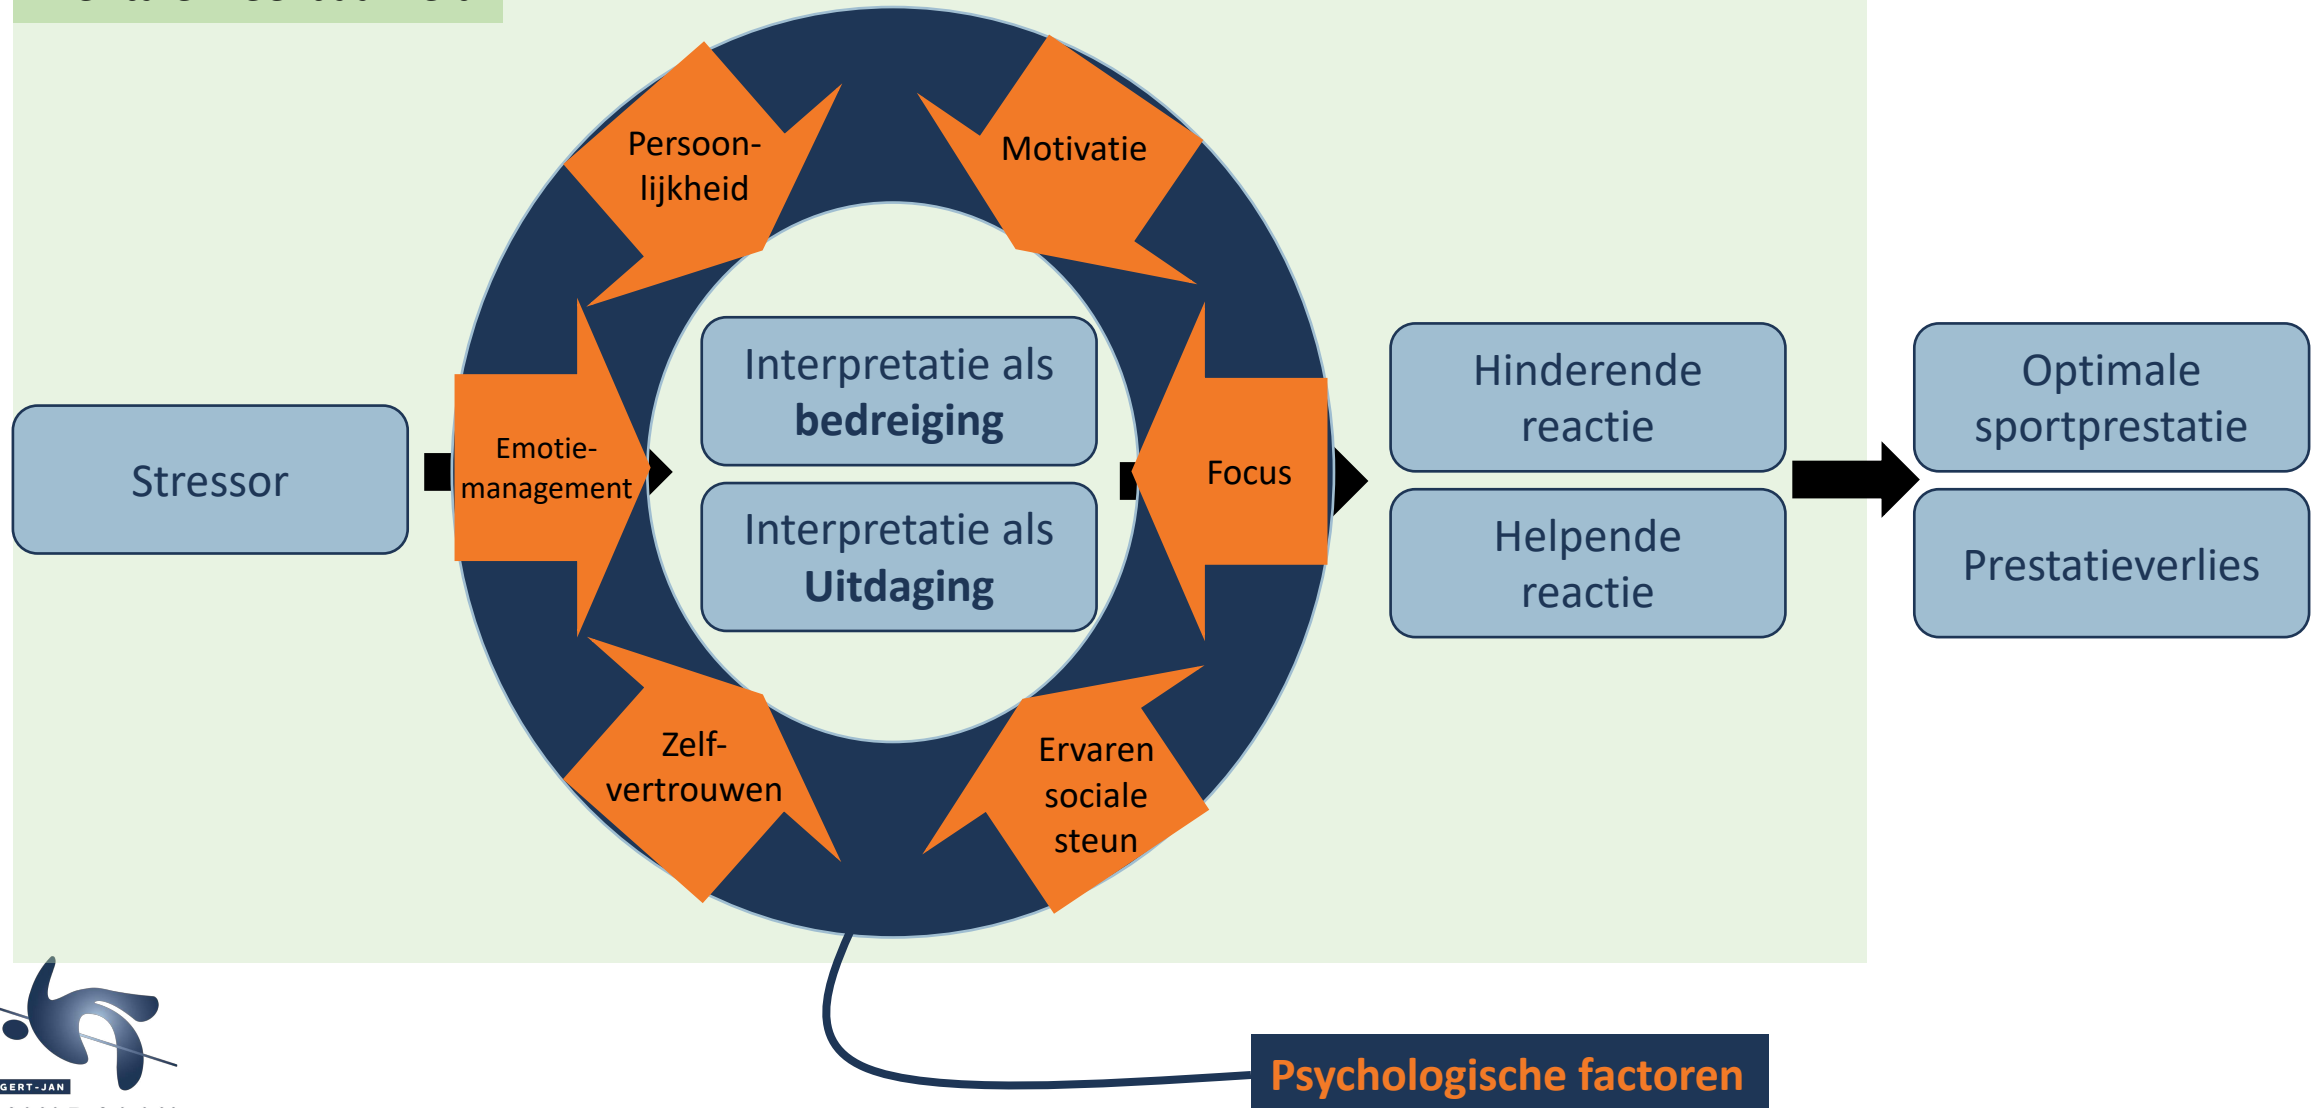 Persoon-
lijkheid
Motivatie
Stressor
Emotie-
management
Interpretatie als
bedreiging
Interpretatie als
Uitdaging
Focus
Hinderende
reactie
Helpende
reactie
Optimale
sportprestatie
Prestatieverlies
Zelf-
vertrouwen
Ervaren
sociale
steun
GERT-JAN
Psychologische factoren